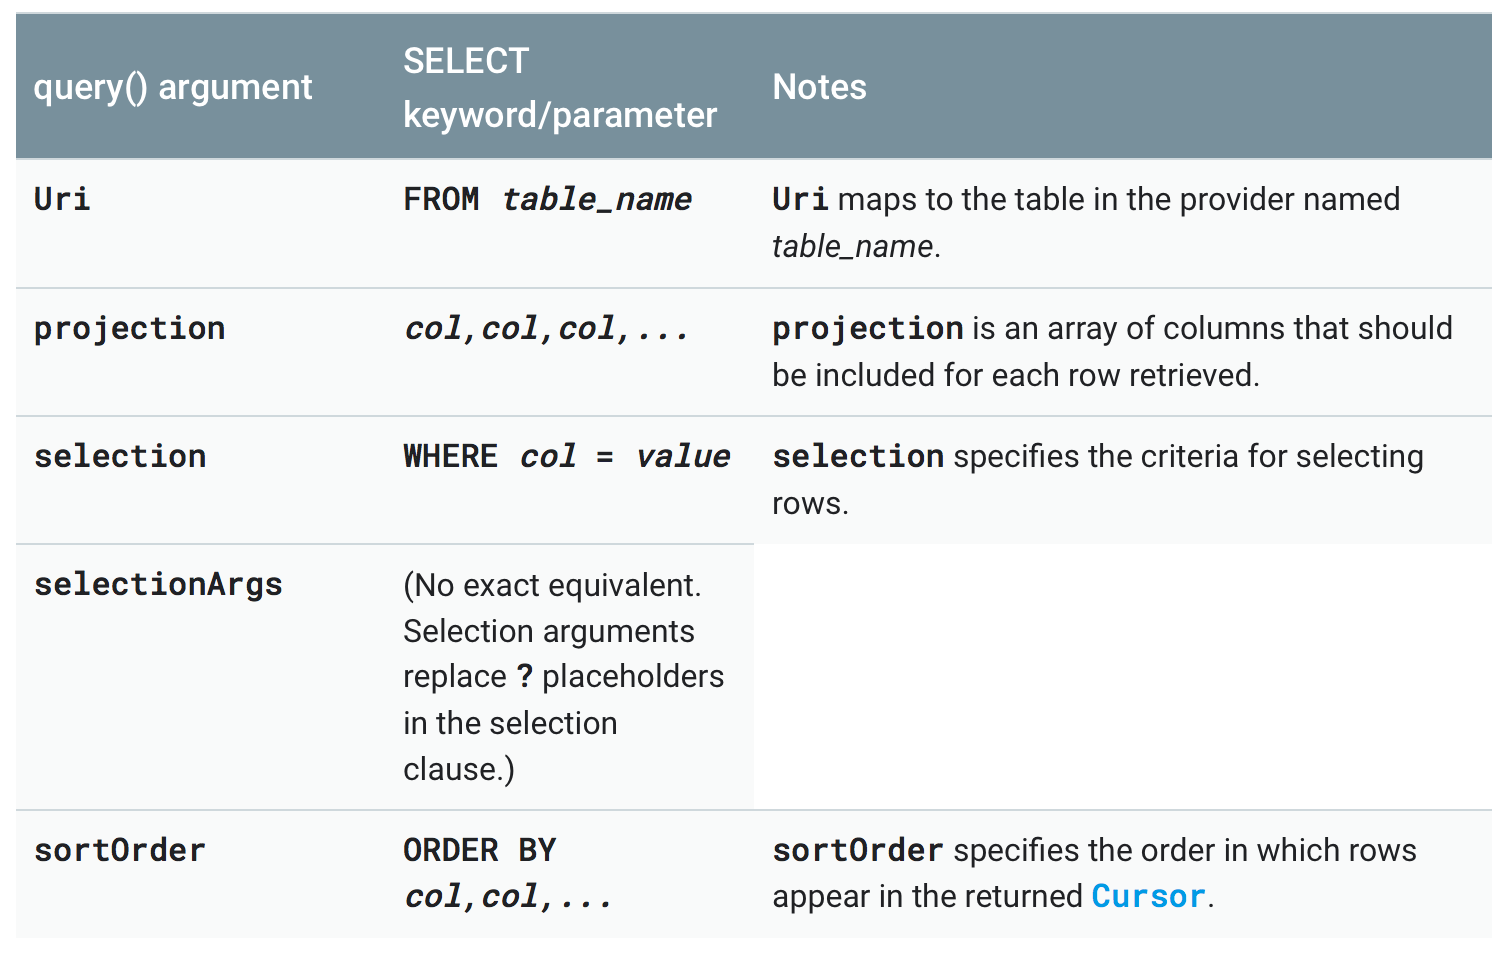 query() argument
SELECT
keyword/parameter
Notes
Uri
FROM table_name
Uri maps to the table in the provider named
table_name.
projection
col,col,col,...
projection is an array of columns that should
be included for each row retrieved.
selection
WHERE col = value
selection specifies the criteria for selecting
rows.
selectionArgs
(No exact equivalent.
Selection arguments
replace ? placeholders
in the selection
clause.)
sortOrder
ORDER BY
col,col,...
sortOrder specifies the order in which rows
appear in the returned Cursor.